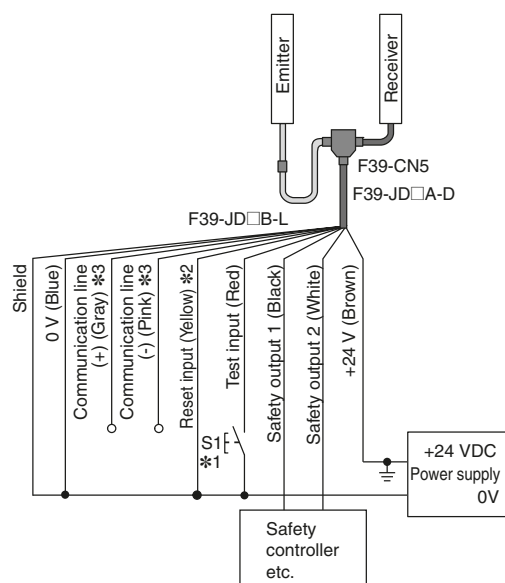 Emitter
Receiver
F39-CN5
F39-JD□A-D
F39-JD□B-L
Shield
0 V (Blue)
Communication line
(+) (Gray) *3
Communication line
(-) (Pink) *3
Reset input (Yellow) *2
Test input (Red)
Safety output 1 (Black)
Safety output 2 (White)
+24 V (Brown)
S1
*1
+24 VDC
Power supply
0V
Safety
controller
etc.